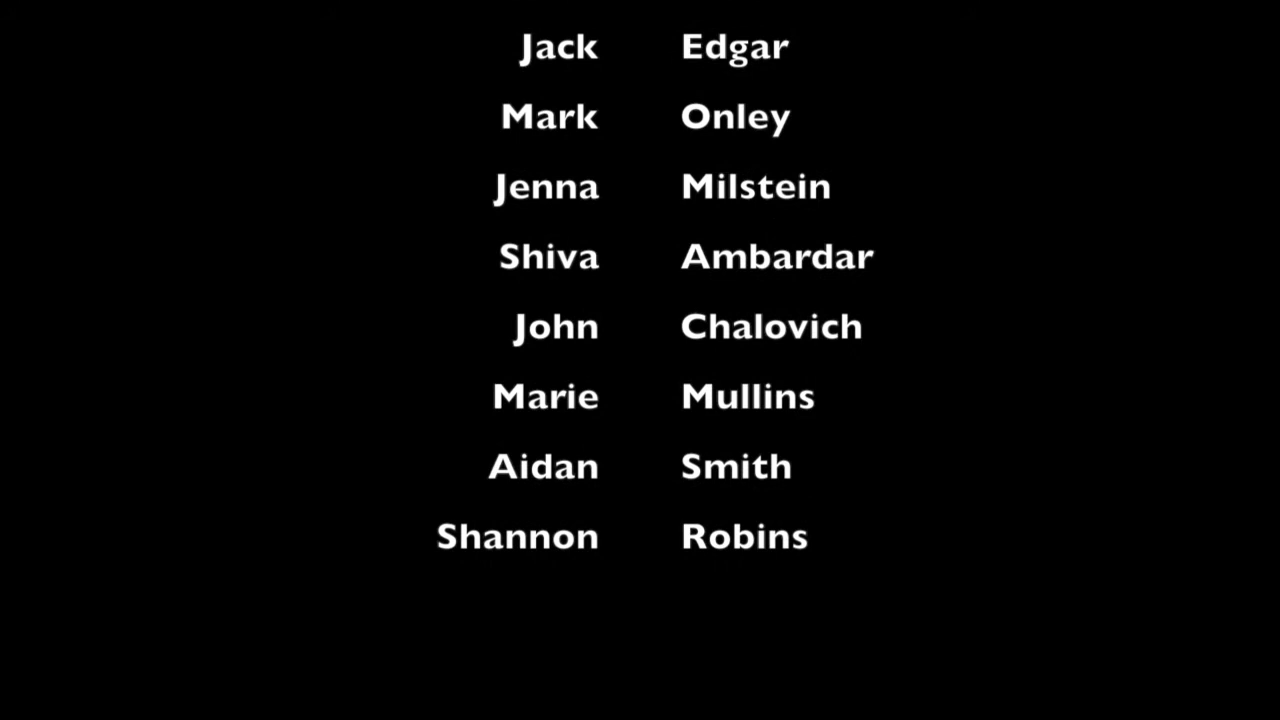 Jack Edgar
Mark Onley
Jenna Milstein
Shiva Ambardar
John Chalovich
Marie Mullins
Aidan Smith
Shannon Robins